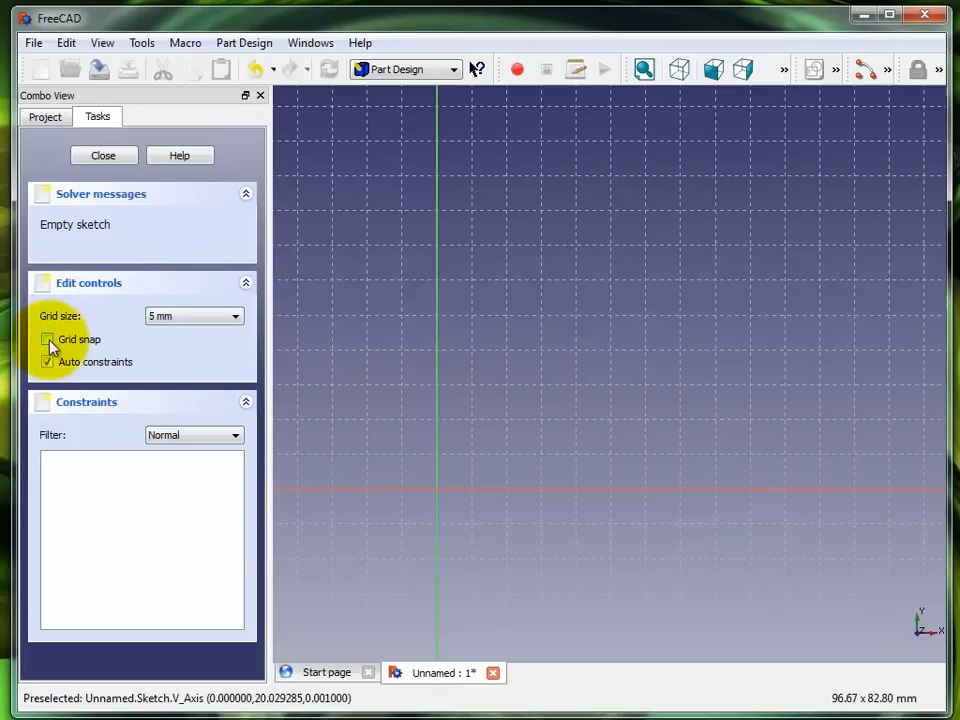 FreeCAD
File Edit View Tools Macro Part Design Windows Help
Part Design
Combo View
Project Tasks
Close Help
Solver messages
Empty sketch
Edit controls
Grid size: 5 mm
Grid snap
Auto constraints
Constraints
Filter: Normal
Y
Z X
Start page Unnamed : 1*
Preselected: Unnamed.Sketch.V_Axis (0.000000,20.029285,0.001000) 96.67 x 82.80 mm